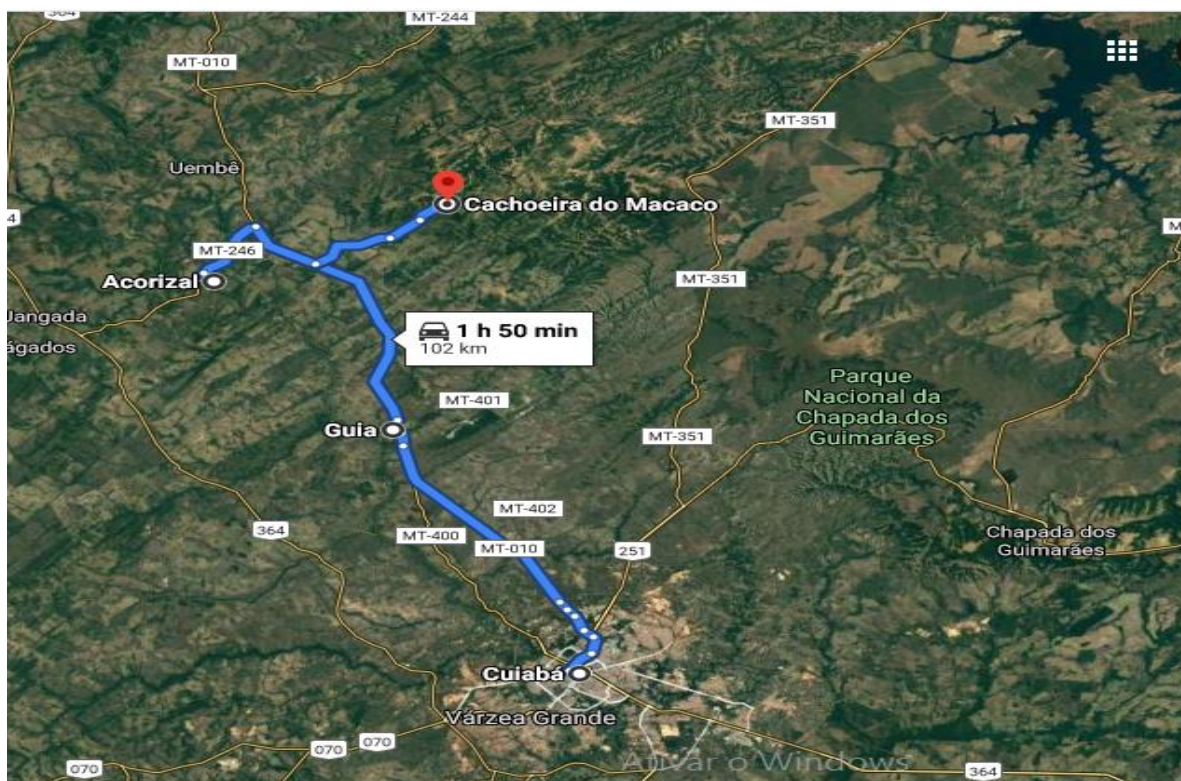 364
MT-244
MT-010
MT-351
Uembê
Cachoeira do Macaco
4
MT-246
M
Acorizal
MT-351
Jangada
1 h 50 min
102 km
ágados
Parque
Nacional da
Chapada dos
Guimarães
MT-401
Guia
MT-351
MT-402
364
MT-400
MT-010
251
Chapada dos
Guimarães
Cuiabá
Várzea Grande
070
070
070
Ativar o Windows
364